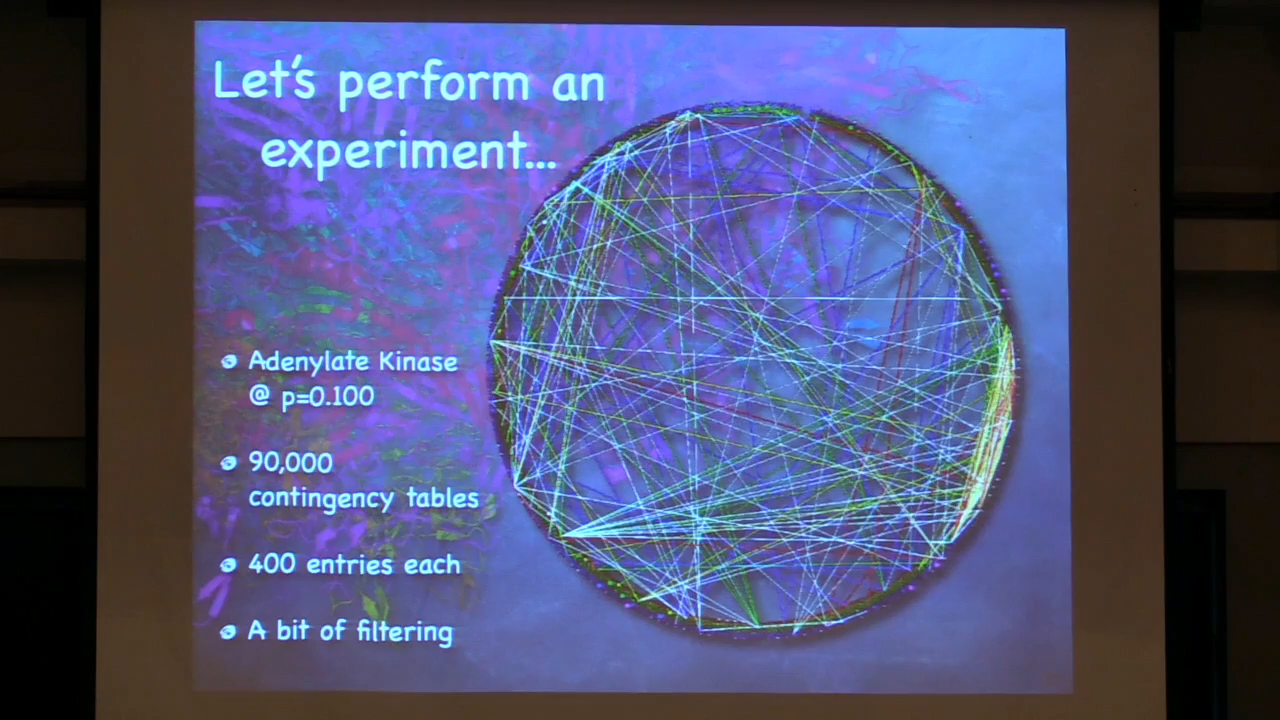 Let's perform an
experiment...
Adenylate Kinase
@ p=0.100
90,000
contingency tables
400 entries each
A bit of filtering